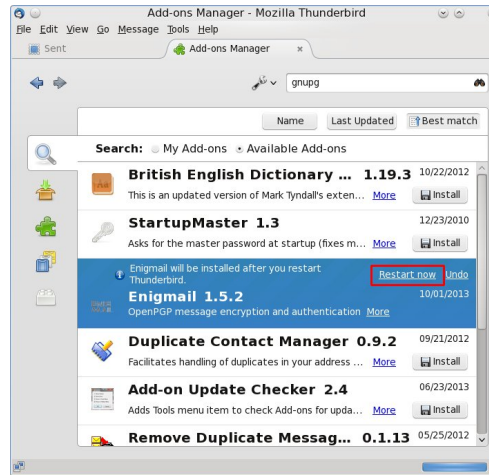 Add-ons Manager - Mozilla Thunderbird
File Edit View Go Message Tools Help
Sent
Add-ons Manager
gnupg
Name Last Updated Best match
Search: My Add-ons Available Add-ons
British English Dictionary ... 1.19.3 10/22/2012
This is an updated version of Mark Tyndall's exten... More Install
StartupMaster 1.3 12/23/2010
Asks for the master password at startup (fixes m... More Install
Enigmail will be installed after you restart
Thunderbird. Restart now Undo
Enigmail 1.5.2 10/01/2013
OpenPGP message encryption and authentication More
Duplicate Contact Manager 0.9.2 09/21/2012
Facilitates handling of duplicates in your address ... More Install
Add-on Update Checker 2.4 06/23/2013
Adds Tools menu item to check Add-ons for upda... More Install
Remove Duplicate Messag... 0.1.13 05/25/2012